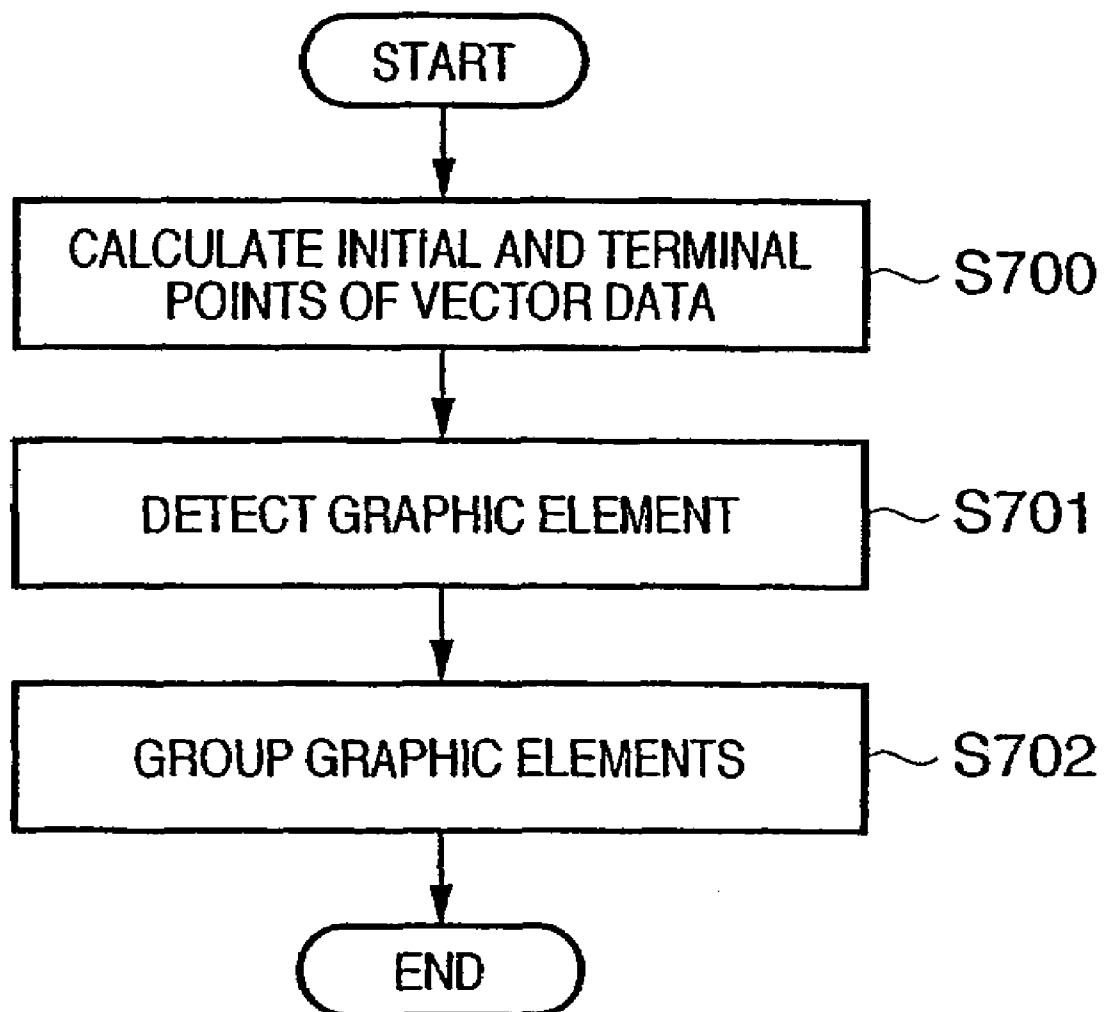 START
CALCULATE INITIAL AND TERMINAL
POINTS OF VECTOR DATA
S700
DETECT GRAPHIC ELEMENT
S701
GROUP GRAPHIC ELEMENTS
S702
END